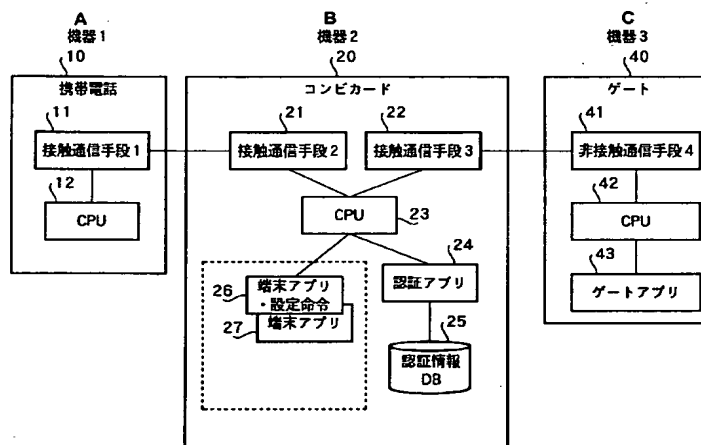 A
機器1
10
携帯電話
11
接触通信手段1
12
CPU
B
機器2
20
コンビカード
21
接触通信手段2
22
接触通信手段3
CPU
23
24
認証アプリ
26
端末アプリ
・設定命令
27
端末アプリ
25
認証情報
DB
C
機器3
40
ゲート
41
非接触通信手段4
42
CPU
43
ゲートアプリ